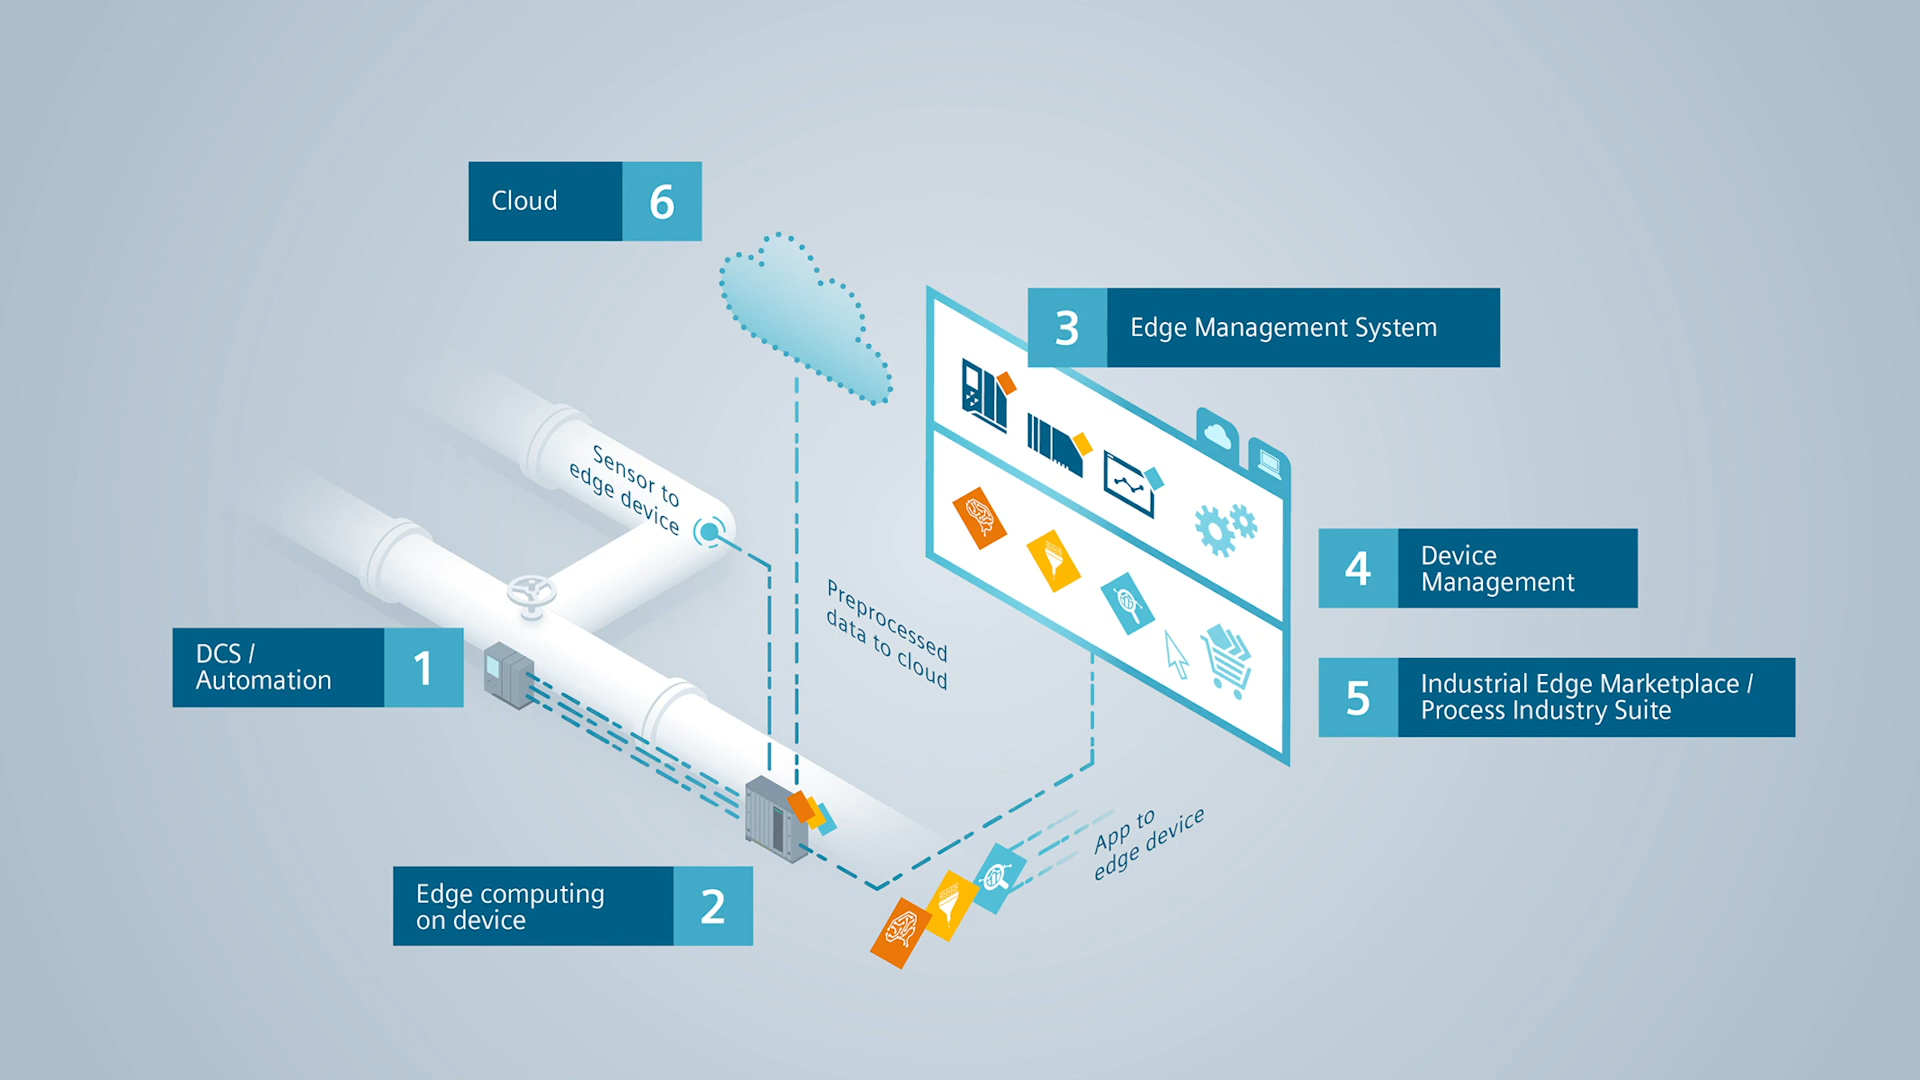 Cloud
6
3
Edge Management System
Sensor to
edge device
4
Device
Management
Preprocessed
data to cloud
DCS /
Automation
1
5
Industrial Edge Marketplace /
Process Industry Suite
App to
edge device
Edge computing
on device
2